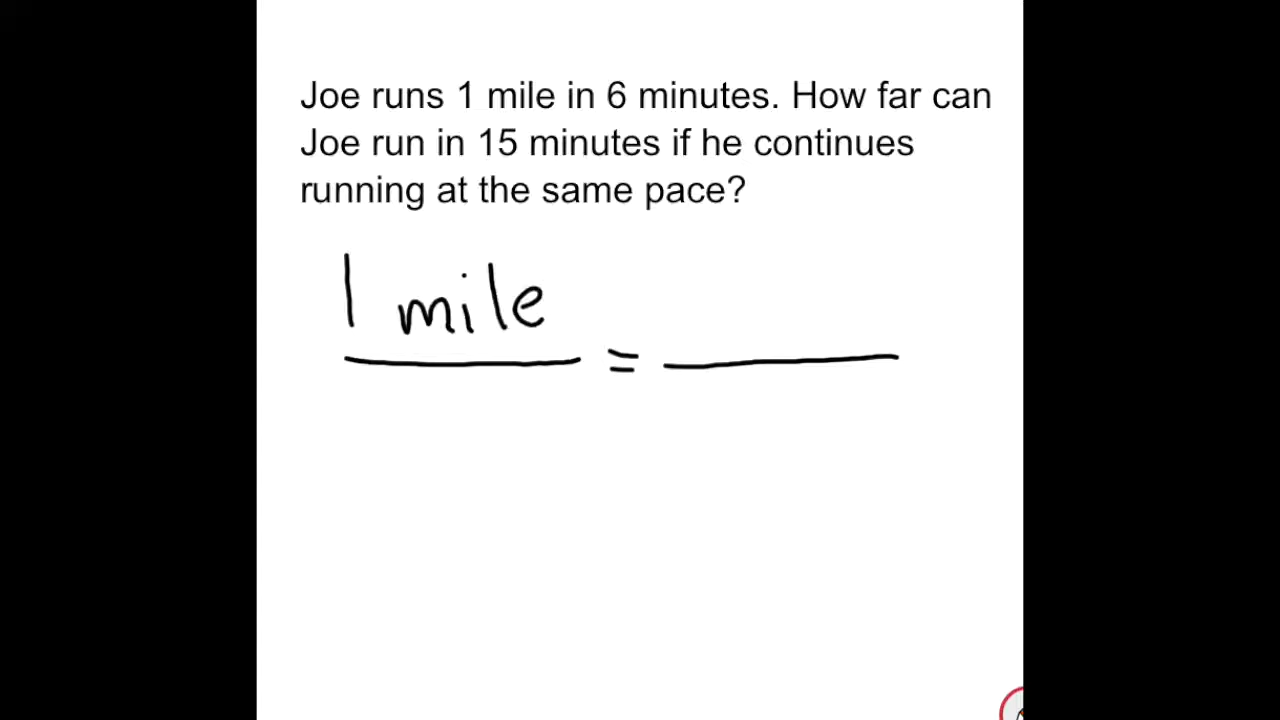 Joe runs 1 mile in 6 minutes. How far can
Joe run in 15 minutes if he continues
running at the same pace?
1 mile
=